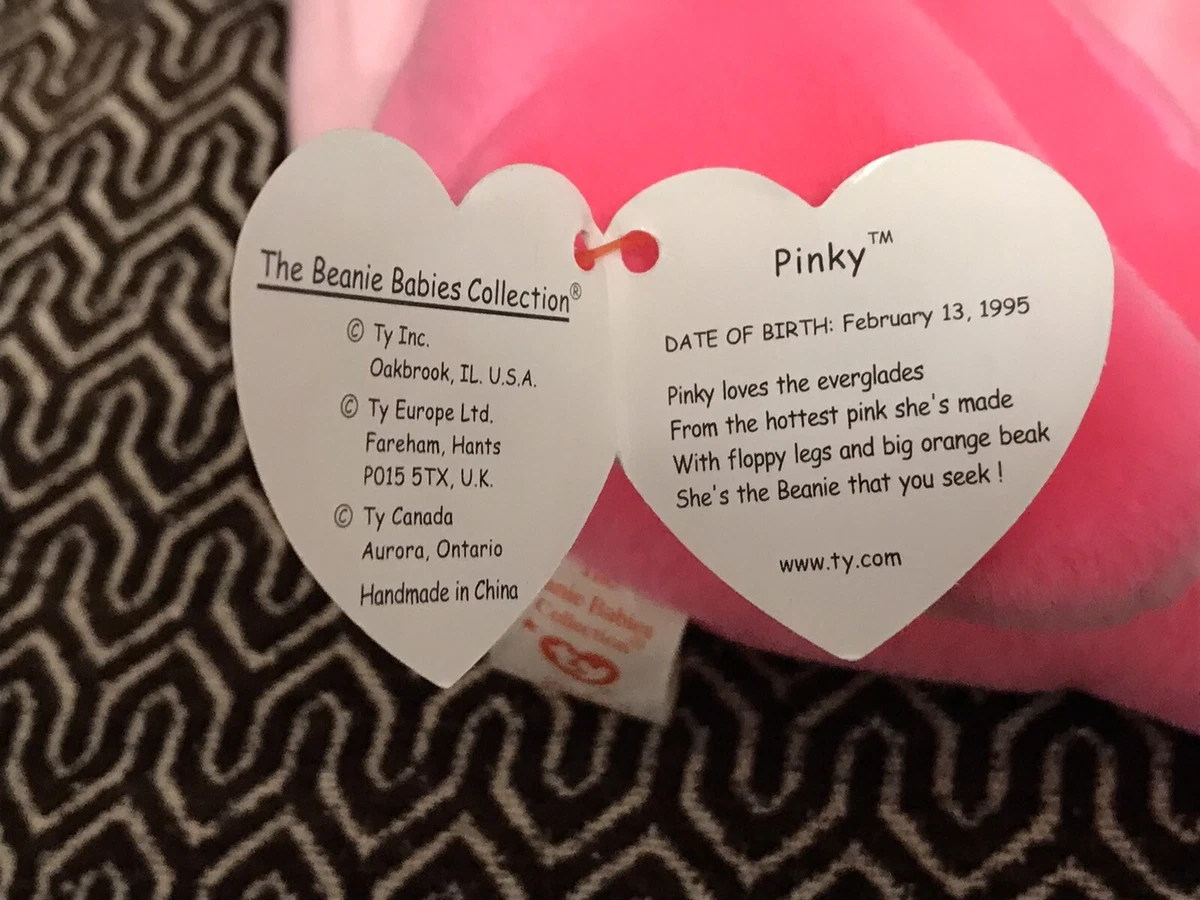 The Beanie Babies Collection®
© Ty Inc.
Oakbrook, IL. U.S.A.
© Ty Europe Ltd.
Fareham, Hants
PO15 5TX, U.K.
© Ty Canada
Aurora, Ontario
Handmade in China
Pinky™
DATE OF BIRTH: February 13, 1995
Pinky loves the everglades
From the hottest pink she's made
With floppy legs and big orange beak
She's the Beanie that you seek !
www.ty.com
Babies
Collection